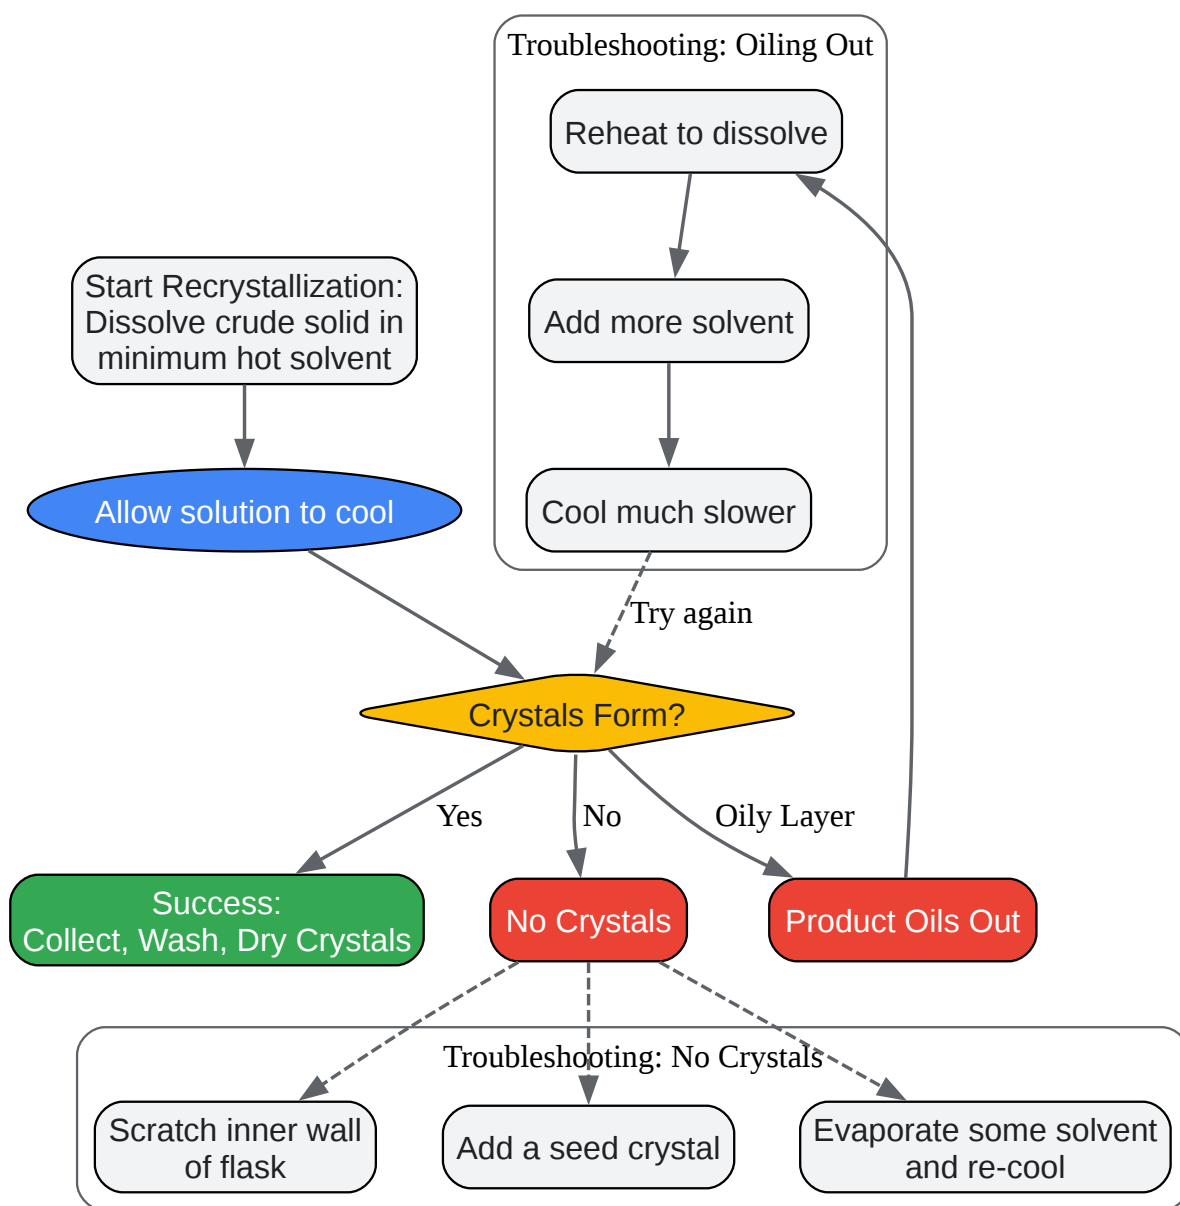 Troubleshooting: Oiling Out
Reheat to dissolve
Start Recrystallization:
Dissolve crude solid in
minimum hot solvent
Add more solvent
Allow solution to cool
Cool much slower
Try again
Crystals Form?
Yes
No
Oily Layer
Success:
Collect, Wash, Dry Crystals
No Crystals
Product Oils Out
Troubleshooting: No Crystals
Scratch inner wall
of flask
Add a seed crystal
Evaporate some solvent
and re-cool